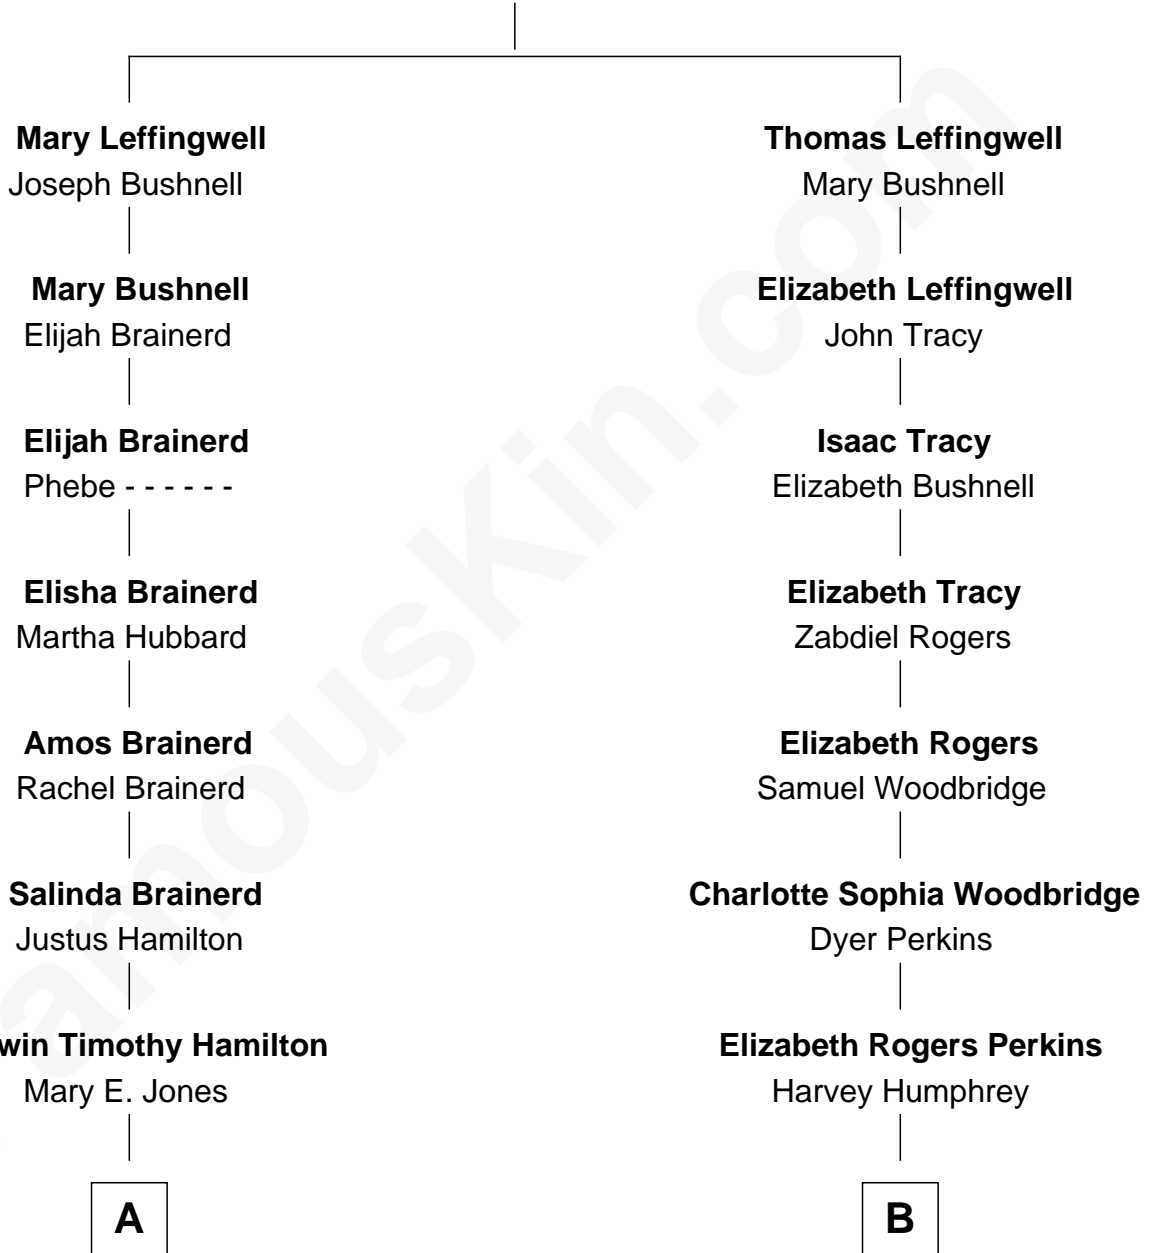 Mary Leffingwell
Joseph Bushnell
Mary Bushnell
Elijah Brainerd
Elijah Brainerd
Phebe - - - - - -
Elisha Brainerd
Martha Hubbard
Amos Brainerd
Rachel Brainerd
Salinda Brainerd
Justus Hamilton
win Timothy Hamilton
Mary E. Jones
A
Thomas Leffingwell
Mary Bushnell
Elizabeth Leffingwell
John Tracy
Isaac Tracy
Elizabeth Bushnell
Elizabeth Tracy
Zabdiel Rogers
Elizabeth Rogers
Samuel Woodbridge
Charlotte Sophia Woodbridge
Dyer Perkins
Elizabeth Rogers Perkins
Harvey Humphrey
B
amousKin.com